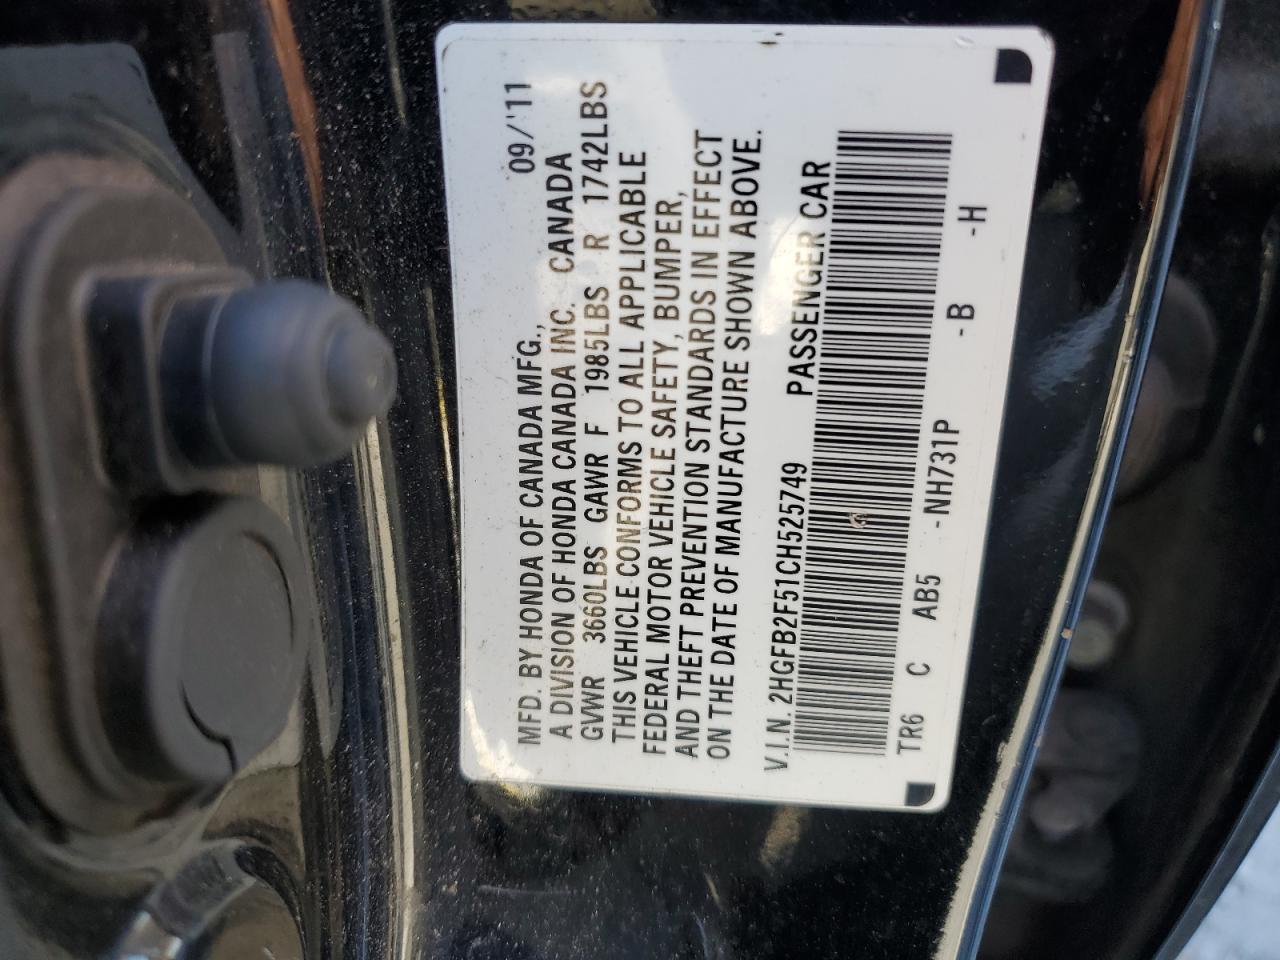 MFD. BY HONDA OF CANADA MFG., 09/'11
A DIVISION OF HONDA CANADA INC. CANADA
GVWR 3660LBS GAWR F 1985LBS R 1742LBS
THIS VEHICLE CONFORMS TO ALL APPLICABLE
FEDERAL MOTOR VEHICLE SAFETY, BUMPER,
AND THEFT PREVENTION STANDARDS IN EFFECT
ON THE DATE OF MANUFACTURE SHOWN ABOVE.
V.I.N. 2HGFB2F51CH525749 PASSENGER CAR
TR6 C AB5 -NH731P -B -H